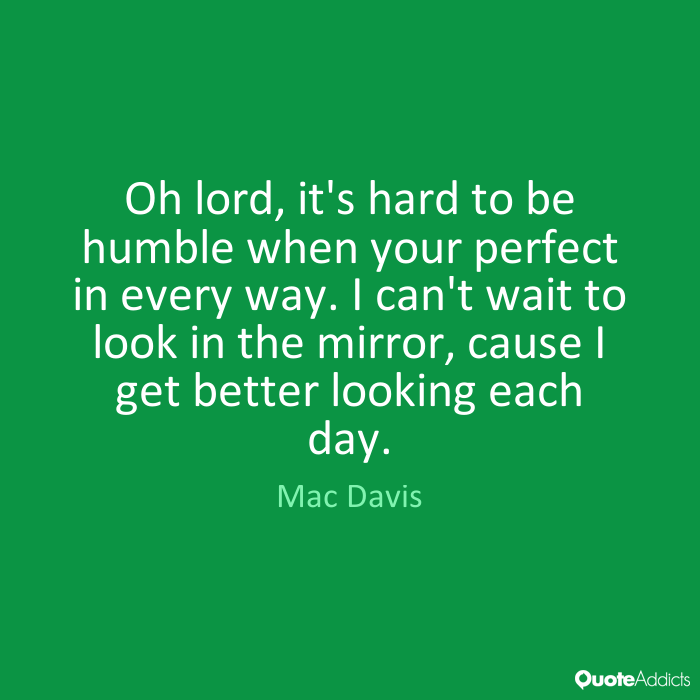 Oh lord, it's hard to be
humble when your perfect
in every way. I can't wait to
look in the mirror, cause I
get better looking each
day.
Mac Davis
QuoteAddicts